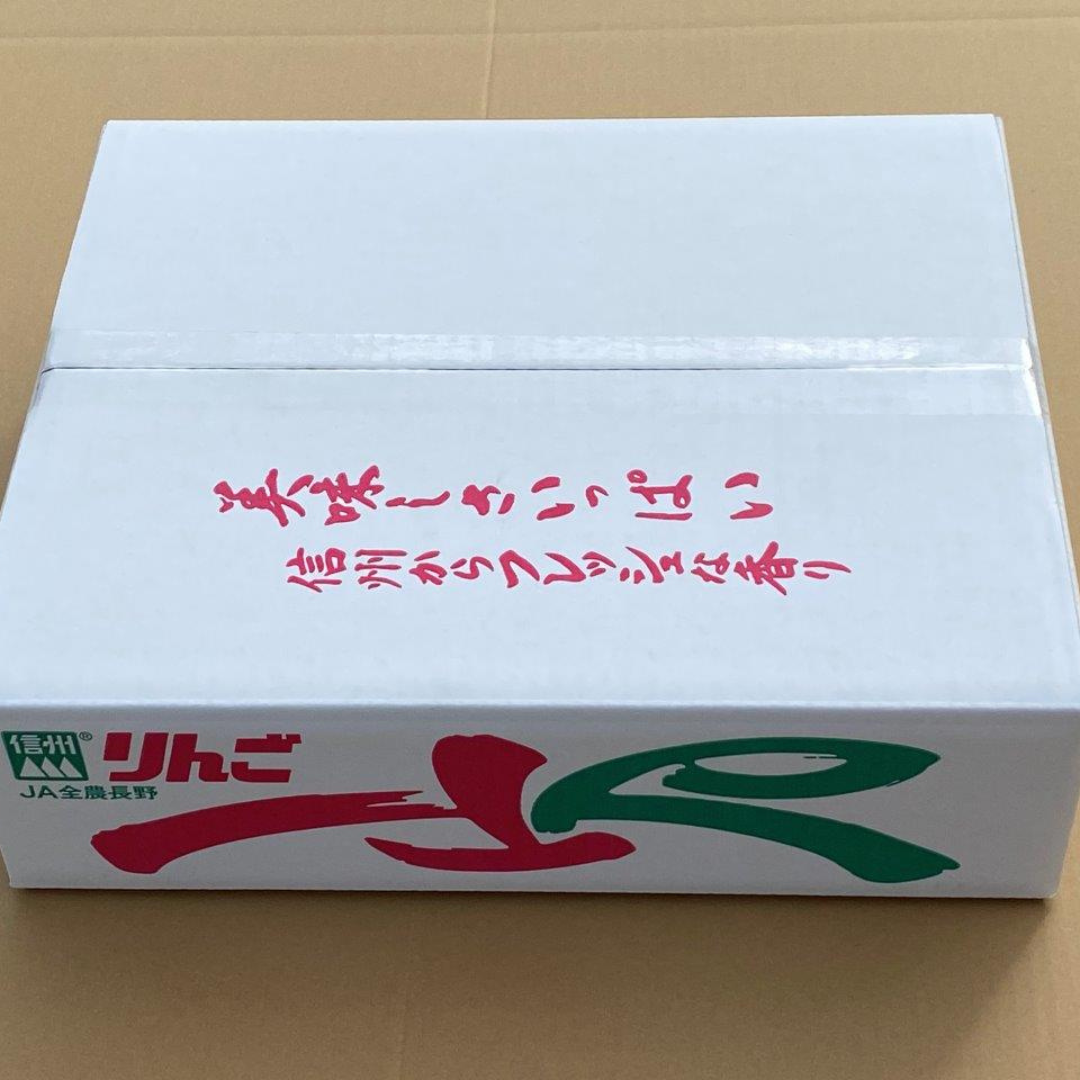 美味しさいっぱい
信州からフレッシュな香り
信州® りんご
JA全農長野